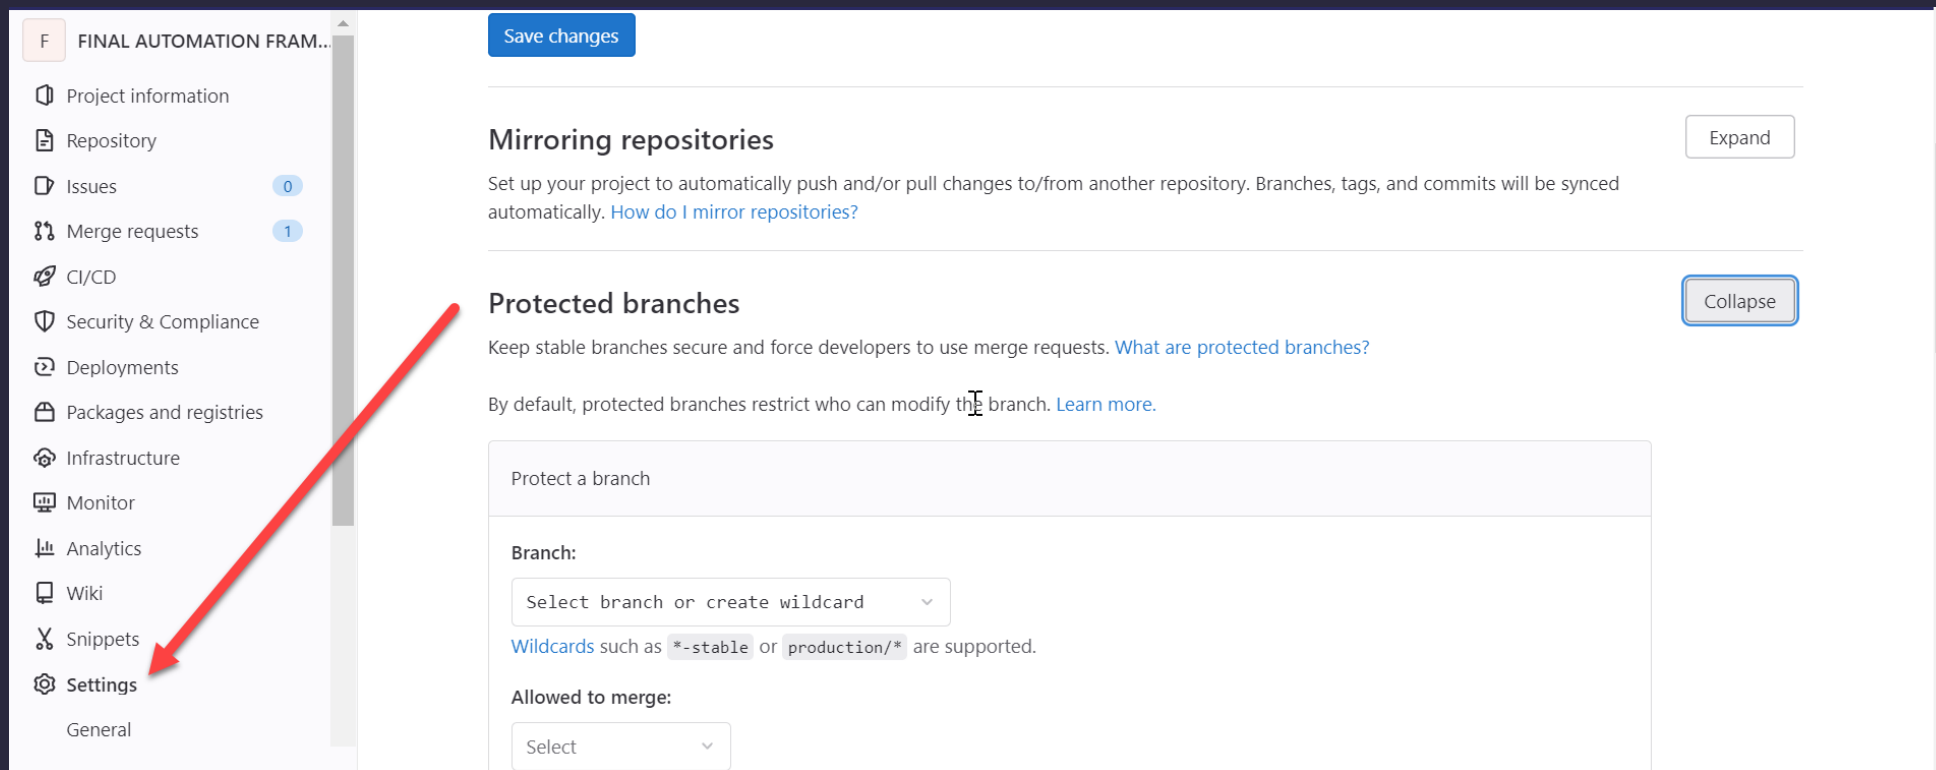 F FINAL AUTOMATION FRAM...
Project information
Repository
Issues 0
Merge requests 1
CI/CD
Security & Compliance
Deployments
Packages and registries
Infrastructure
Monitor
Analytics
Wiki
Snippets
Settings
General
Save changes
Mirroring repositories
Expand
Set up your project to automatically push and/or pull changes to/from another repository. Branches, tags, and commits will be synced
automatically. How do I mirror repositories?
Protected branches
Collapse
Keep stable branches secure and force developers to use merge requests. What are protected branches?
By default, protected branches restrict who can modify the branch. Learn more.
Protect a branch
Branch:
Select branch or create wildcard
Wildcards such as *-stable or production/* are supported.
Allowed to merge:
Select